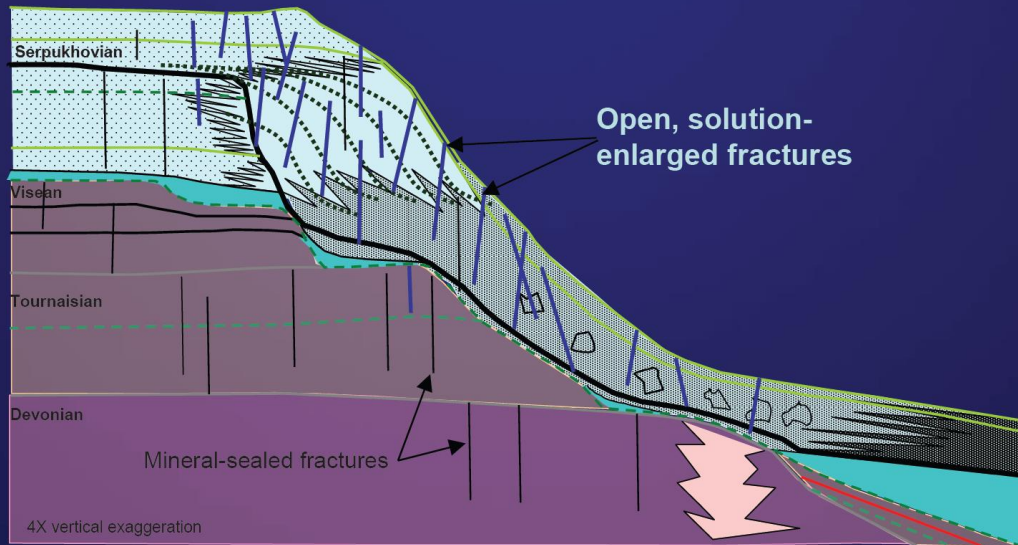 Serpukhovian
Open, solution-
enlarged fractures
Visean
Tournaisian
Devonian
Mineral-sealed fractures
4X vertical exaggeration